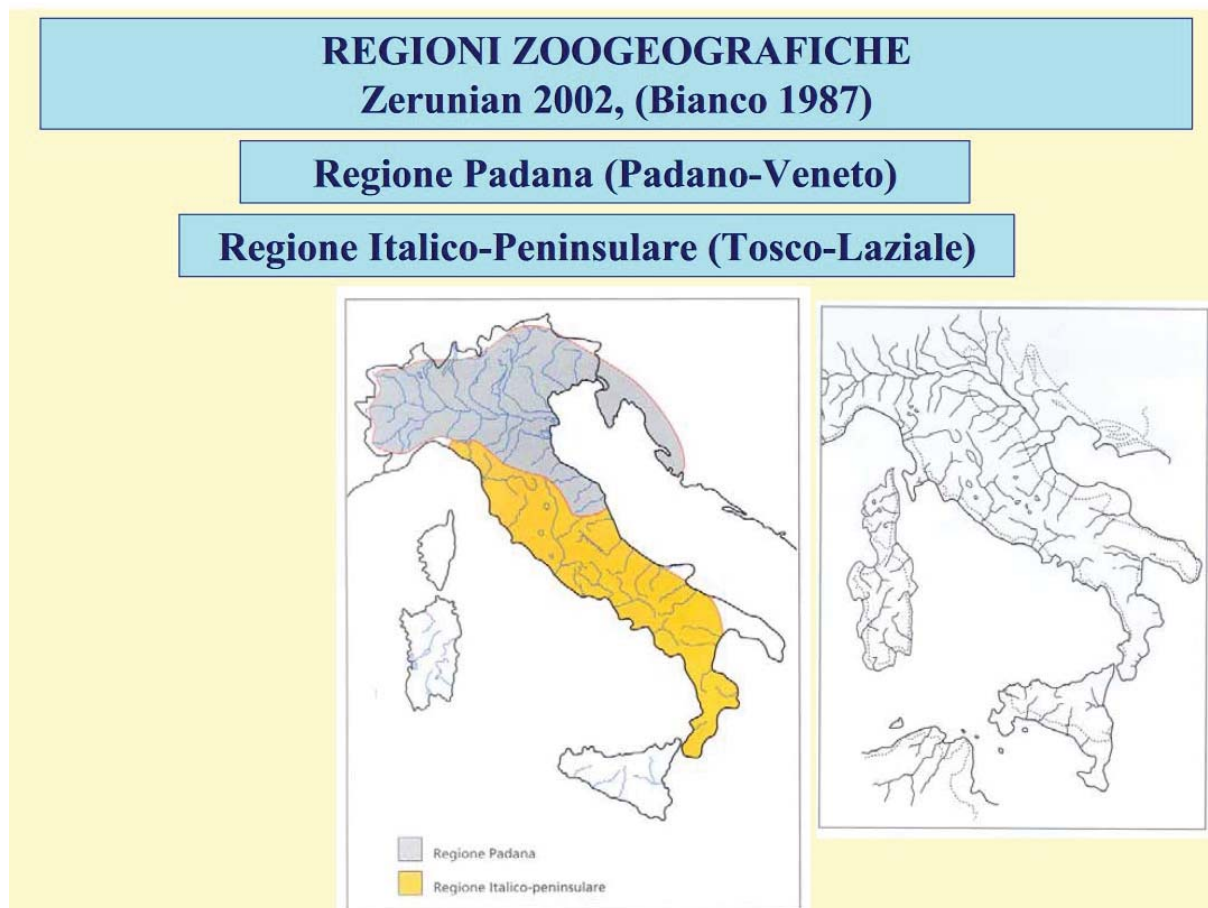 REGIONI ZOOGEOGRAFICHE
Zerunian 2002, (Bianco 1987)
Regione Padana (Padano-Veneto)
Regione Italico-Peninsulare (Tosco-Laziale)
Regione Padana
Regione Italico-peninsulare